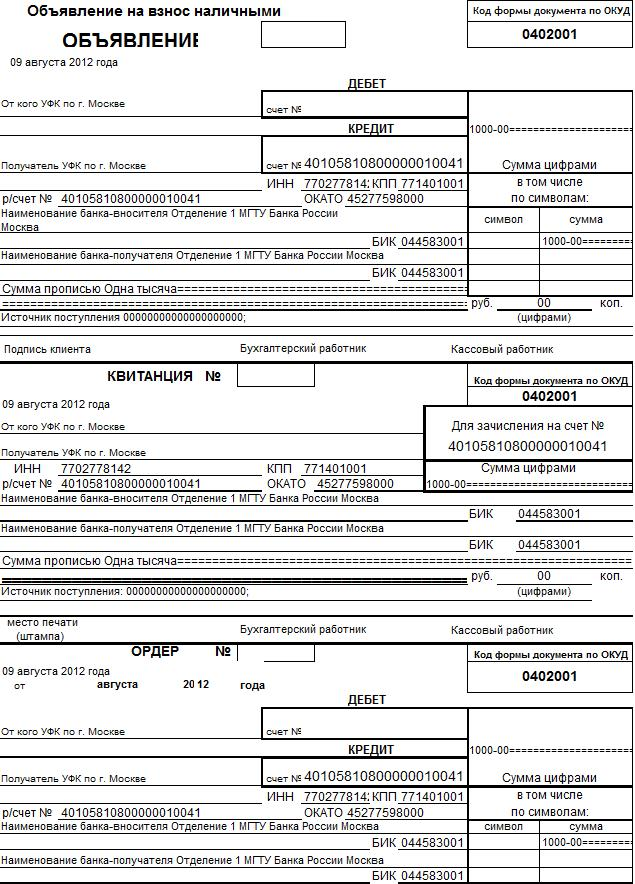 Объявление на взнос наличными
Код формы документа по ОКУД
ОБЪЯВЛЕНИЕ
0402001
09 августа 2012 года
ДЕБЕТ
От кого УФК по г. Москве
счет №
КРЕДИТ
1000-00==================
Получатель УФК по г. Москве
счет № 40105810800000010041
Сумма цифрами
ИНН 7702778142 КПП 771401001
в том числе
р/счет № 40105810800000010041 ОКАТО 45277598000
по символам:
Наименование банка-вносителя Отделение 1 МГТУ Банка России
Москва
символ сумма
БИК 044583001 1000-00=========
Наименование банка-получателя Отделение 1 МГТУ Банка России Москва
БИК 044583001
Сумма прописью Одна тысяча==============================================
======================================================================== руб. 00 коп.
Источник поступления 00000000000000000000; (цифрами)
Подпись клиента Бухгалтерский работник Кассовый работник
КВИТАНЦИЯ №
Код формы документа по ОКУД
0402001
09 августа 2012 года
От кого УФК по г. Москве
Для зачисления на счет №
40105810800000010041
Получатель УФК по г. Москве
ИНН 7702778142 КПП 771401001
Сумма цифрами
р/счет № 40105810800000010041 ОКАТО 45277598000
1000-00=========================
Наименование банка-вносителя Отделение 1 МГТУ Банка России Москва
БИК 044583001
Наименование банка-получателя Отделение 1 МГТУ Банка России Москва
БИК 044583001
Сумма прописью Одна тысяча======================================================================
======================================================================== руб. 00 коп.
Источник поступления: 00000000000000000000; (цифрами)
место печати
(штампа)
Бухгалтерский работник Кассовый работник
ОРДЕР №
Код формы документа по ОКУД
09 августа 2012 года
0402001
от августа 20 12 года
ДЕБЕТ
От кого УФК по г. Москве
счет №
КРЕДИТ
1000-00==================
Получатель УФК по г. Москве
счет № 40105810800000010041
Сумма цифрами
ИНН 7702778142 КПП 771401001
в том числе
р/счет № 40105810800000010041 ОКАТО 45277598000
по символам:
Наименование банка-вносителя Отделение 1 МГТУ Банка России Москва
символ сумма
БИК 044583001 1000-00=========
Наименование банка-получателя Отделение 1 МГТУ Банка России Москва
БИК 044583001